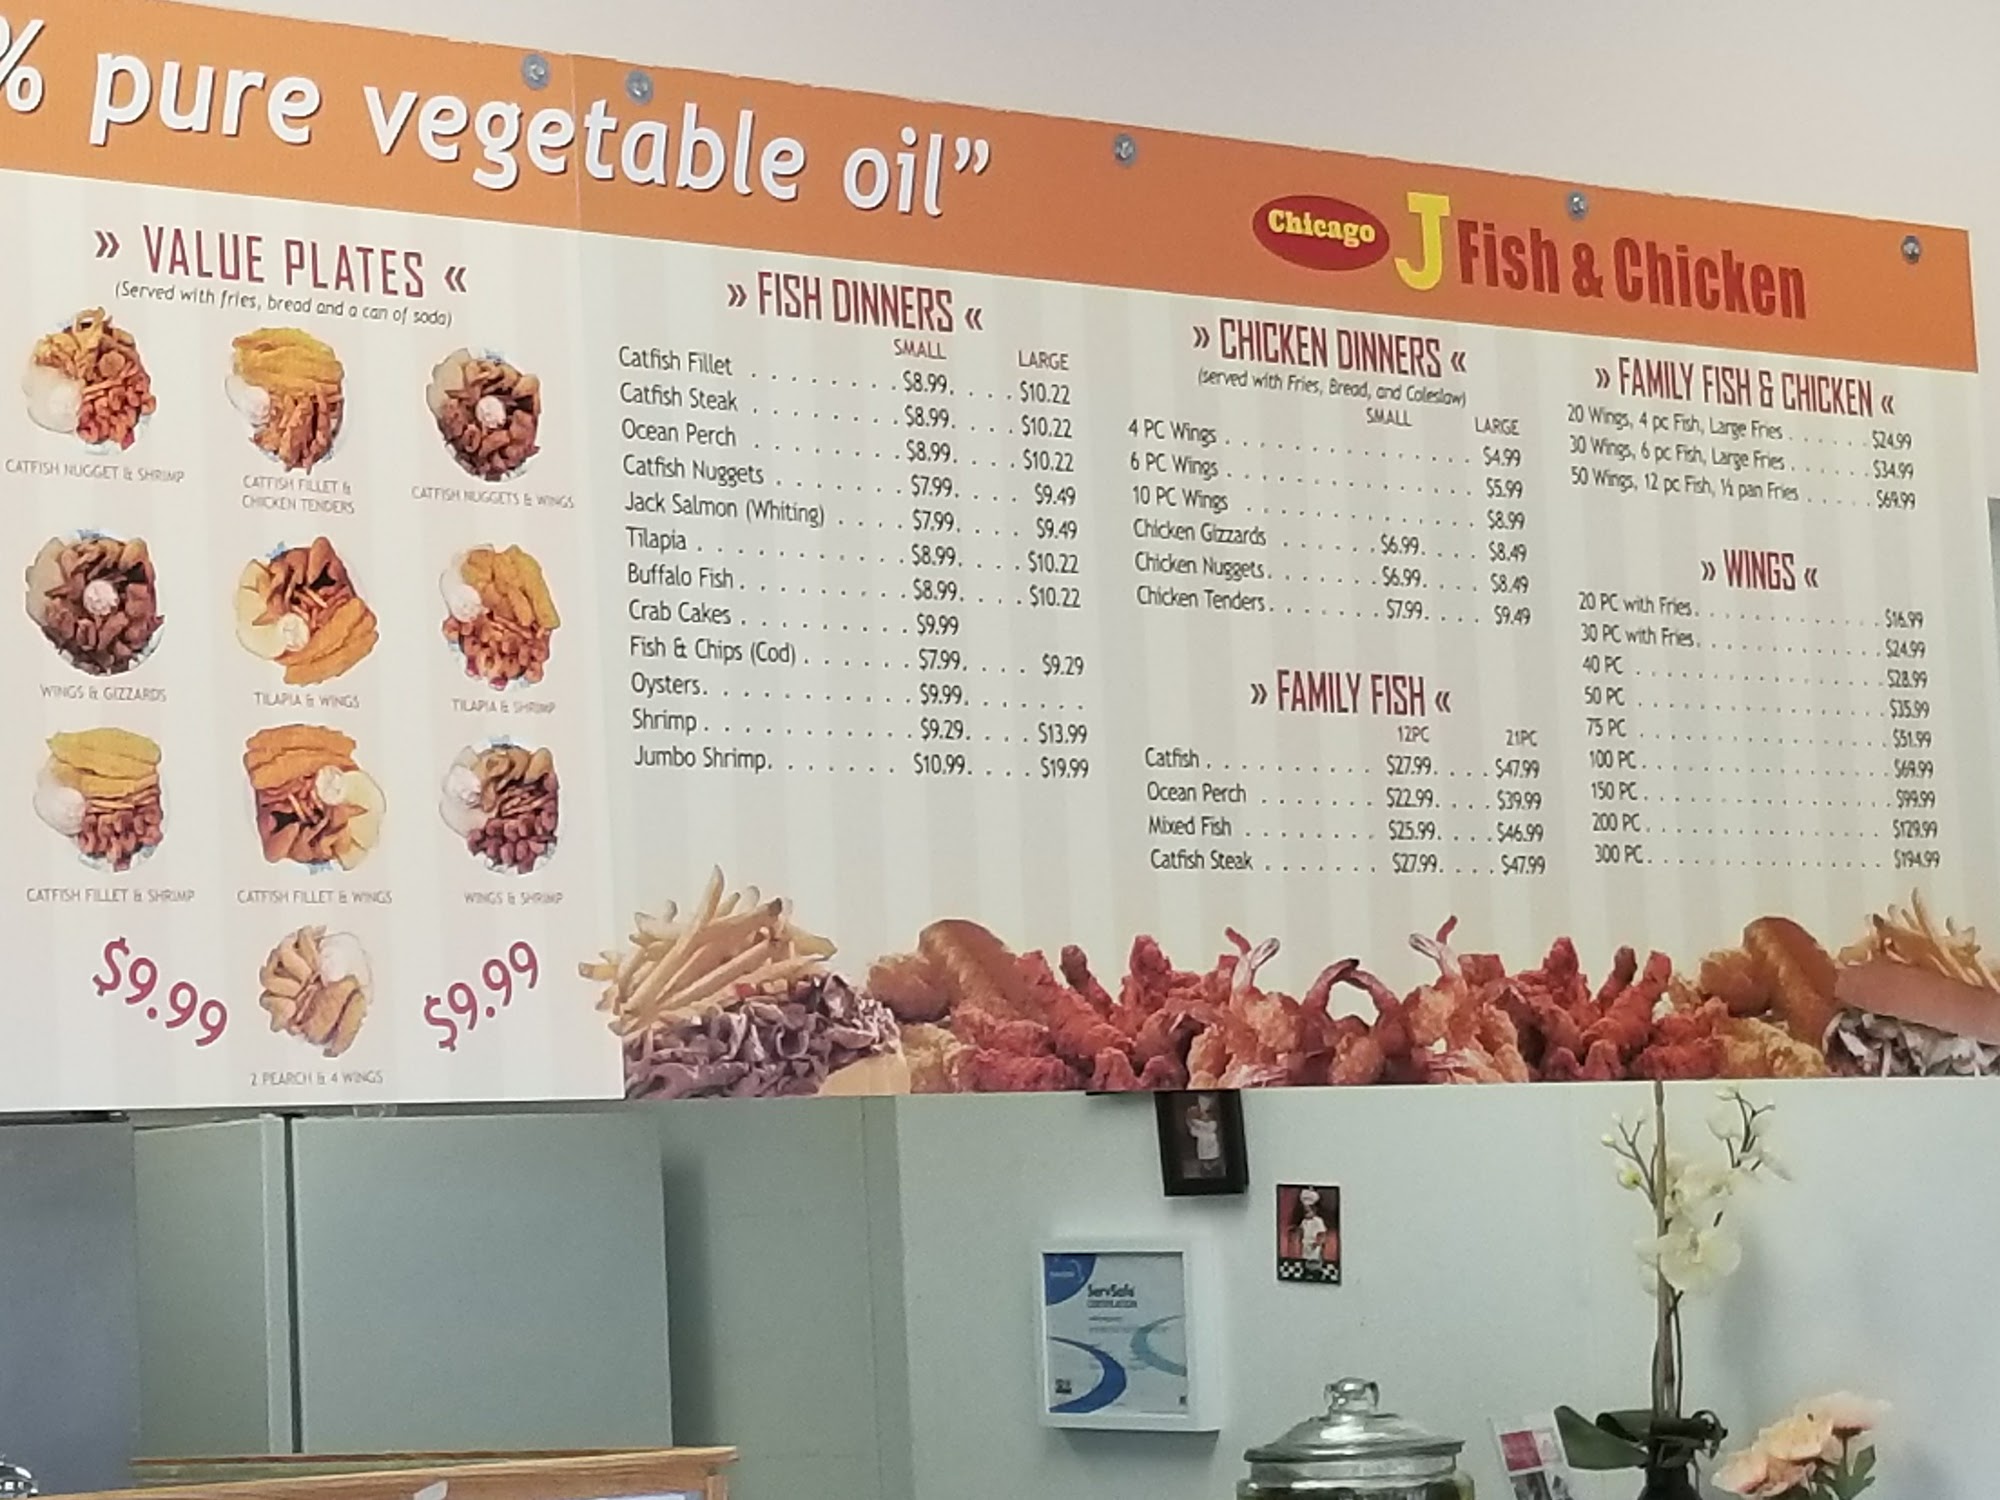 % pure vegetable oil”
Chicago J Fish & Chicken
» VALUE PLATES «
(Served with fries, bread and a can of soda)
CATFISH NUGGET & SHRIMP
CATFISH FILLET &
CHICKEN TENDERS
CATFISH NUGGETS & WINGS
WINGS & GIZZARDS
TILAPIA & WINGS
TILAPIA & SHRIMP
CATFISH FILLET & SHRIMP
CATFISH FILLET & WINGS
WINGS & SHRIMP
$9.99
$9.99
2 PEARCH & 4 WINGS
» FISH DINNERS «
SMALL LARGE
Catfish Fillet . . . . . . . . $8.99. . . . . $10.22
Catfish Steak . . . . . . . . $8.99. . . . . $10.22
Ocean Perch . . . . . . . . $8.99. . . . . $10.22
Catfish Nuggets . . . . . . . $7.99. . . . $9.49
Jack Salmon (Whiting) . . . . $7.99. . . . $9.49
Tilapia . . . . . . . . . . $8.99. . . . . $10.22
Buffalo Fish. . . . . . . . . $8.99. . . . . $10.22
Crab Cakes . . . . . . . . . $9.99
Fish & Chips (Cod) . . . . . . $7.99. . . . $9.29
Oysters. . . . . . . . . . . $9.99. . . . . . .
Shrimp . . . . . . . . . . . $9.29. . . . $13.99
Jumbo Shrimp. . . . . . . $10.99. . . . $19.99
» CHICKEN DINNERS «
(served with Fries, Bread, and Coleslaw)
SMALL LARGE
4 PC Wings . . . . . . . . . . . . . . . $4.99
6 PC Wings . . . . . . . . . . . . . . . $5.99
10 PC Wings . . . . . . . . . . . . . . $8.99
Chicken Gizzards . . . . . . $6.99. . . . $8.49
Chicken Nuggets. . . . . . . $6.99. . . . $8.49
Chicken Tenders. . . . . . . $7.99. . . . $9.49
» FAMILY FISH «
12PC 21PC
Catfish . . . . . . . . . . $27.99. . . . $47.99
Ocean Perch . . . . . . . $22.99. . . . $39.99
Mixed Fish . . . . . . . . $25.99. . . . $46.99
Catfish Steak . . . . . . . $27.99. . . . $47.99
» FAMILY FISH & CHICKEN «
20 Wings, 4 pc Fish, Large Fries . . . . . . $24.99
30 Wings, 6 pc Fish, Large Fries . . . . . . $34.99
50 Wings, 12 pc Fish, ½ pan Fries . . . . . $69.99
» WINGS «
20 PC with Fries. . . . . . . . . . . . $16.99
30 PC with Fries. . . . . . . . . . . . $24.99
40 PC . . . . . . . . . . . . . . . . $28.99
50 PC . . . . . . . . . . . . . . . . $35.99
75 PC . . . . . . . . . . . . . . . . $51.99
100 PC . . . . . . . . . . . . . . . $69.99
150 PC . . . . . . . . . . . . . . . $99.99
200 PC . . . . . . . . . . . . . . . $129.99
300 PC . . . . . . . . . . . . . . . $194.99
ServSafe
CERTIFICATION